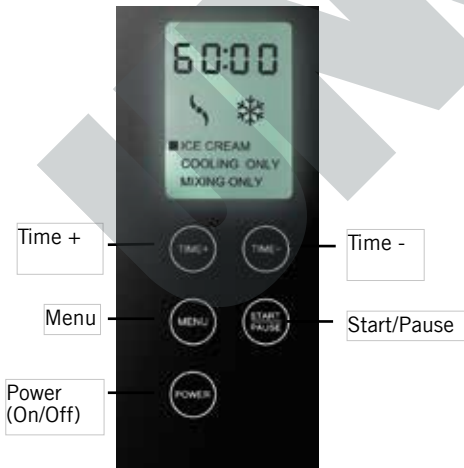 60:00
ICE CREAM
COOLING ONLY
MIXING ONLY
Time +
TIME+
TIME-
Time -
Menu
MENU
START
PAUSE
Start/Pause
Power
(On/Off)
POWER